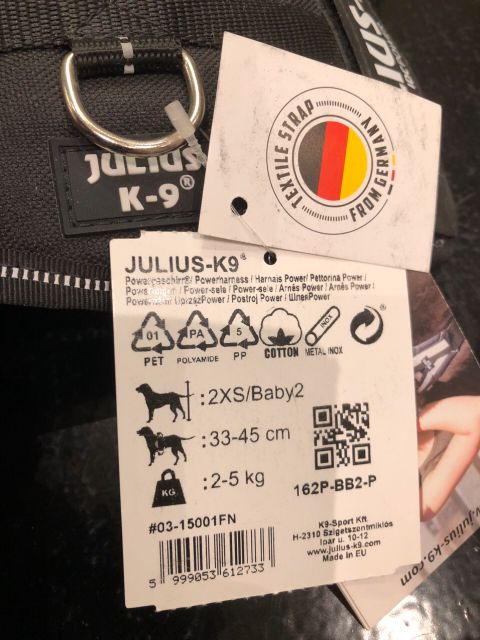 JULIUS
K-9®
TEXTILE STRAP
FROM GERMANY
JULIUS-K9®
Powergeschirr®/ Powerharness / Harnais Power/ Pettorina Power /
/ Power-sele / Power-sele / Arnés Power / Arnês Power /
Power / Postroj Power /
01
PA
5
INOX
PET
POLYAMIDE
PP
COTTON
METAL INOX
:2XS/Baby2
:33-45 cm
KG
:2-5 kg
162P-BB2-P
#03-15001FN
K9-Sport Kft
H-2310 Szigetszentmiklós
Ipar u. 10-12
www.julius-k9.com
Made in EU
5 999053 612733
www.julius-k9.com